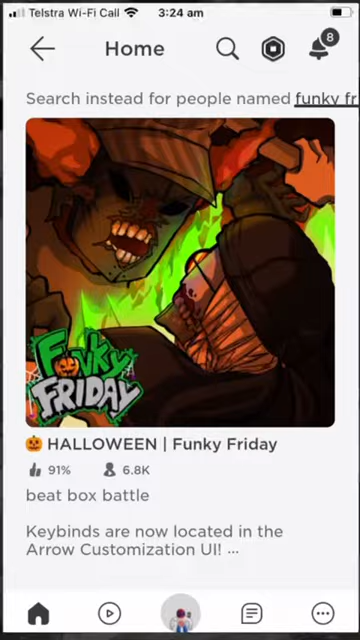 Telstra Wi-Fi Call 3:24 am
Home
8
Search instead for people named funky fr
FUNKY
FRIDAY
🎃 HALLOWEEN | Funky Friday
91% 6.8K
beat box battle
Keybinds are now located in the
Arrow Customization UI! ...